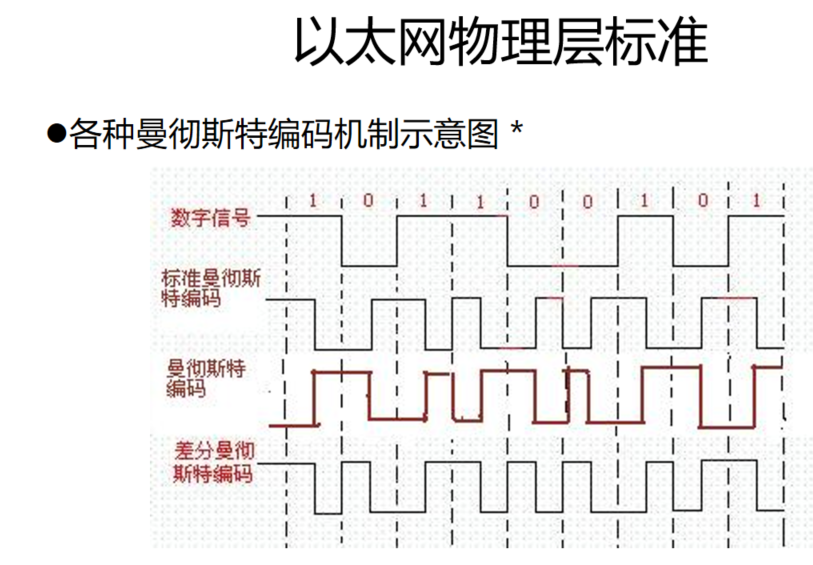 以太网物理层标准
●各种曼彻斯特编码机制示意图 *
1 0 1 1 0 0 1 0 1
数字信号
标准曼彻斯
特编码
曼彻斯特
编码
差分曼彻
斯特编码